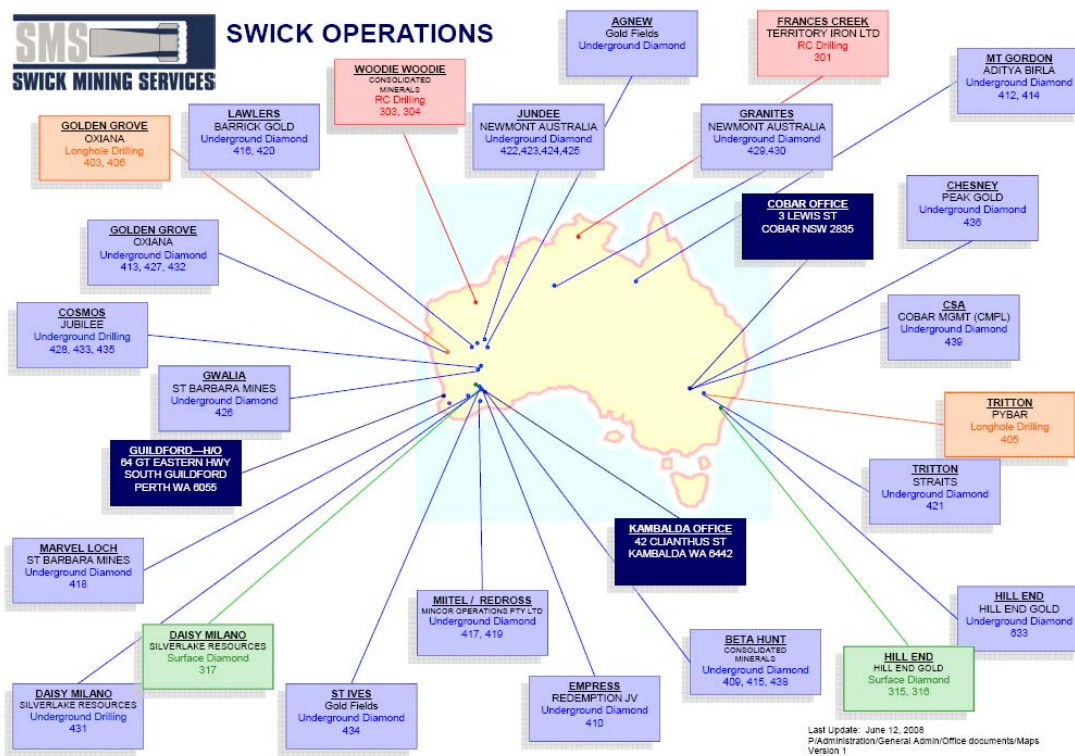 SMS
SWICK MINING SERVICES
SWICK OPERATIONS
AGNEW
Gold Fields
Underground Diamond
FRANCES CREEK
TERRITORY IRON LTD
RC Drilling
301
MT GORDON
ADITYA BIRLA
Underground Diamond
412, 414
WOODIE WOODIE
CONSOLIDATED
MINERALS
RC Drilling
303, 304
LAWLERS
BARRICK GOLD
Underground Diamond
416, 420
JUNDEE
NEWMONT AUSTRALIA
Underground Diamond
422,423,424,425
GRANITES
NEWMONT AUSTRALIA
Underground Diamond
429,430
GOLDEN GROVE
OXIANA
Longhole Drilling
403, 406
COBAR OFFICE
3 LEWIS ST
COBAR NSW 2835
CHESNEY
PEAK GOLD
Underground Diamond
436
GOLDEN GROVE
OXIANA
Underground Diamond
413, 427, 432
COSMOS
JUBILEE
Underground Drilling
428, 433, 435
CSA
COBAR MGMT (CMPL)
Underground Diamond
439
GWALIA
ST BARBARA MINES
Underground Diamond
426
TRITTON
PYBAR
Longhole Drilling
405
GUILDFORD—H/O
64 GT EASTERN HWY
SOUTH GUILDFORD
PERTH WA 6055
TRITTON
STRAITS
Underground Diamond
421
KAMBALDA OFFICE
42 CLIANTHUS ST
KAMBALDA WA 6442
MARVEL LOCH
ST BARBARA MINES
Underground Diamond
418
MIITEL / REDROSS
MINCOR OPERATIONS PTY LTD
Underground Diamond
417, 419
HILL END
HILL END GOLD
Underground Diamond
633
DAISY MILANO
SILVERLAKE RESOURCES
Surface Diamond
317
BETA HUNT
CONSOLIDATED
MINERALS
Underground Diamond
409, 415, 438
HILL END
HILL END GOLD
Surface Diamond
315, 316
DAISY MILANO
SILVERLAKE RESOURCES
Underground Drilling
431
ST IVES
Gold Fields
Underground Diamond
434
EMPRESS
REDEMPTION JV
Underground Diamond
410
Last Update: June 12, 2008
P/Administration/General Admin/Office documents/Maps
Version 1